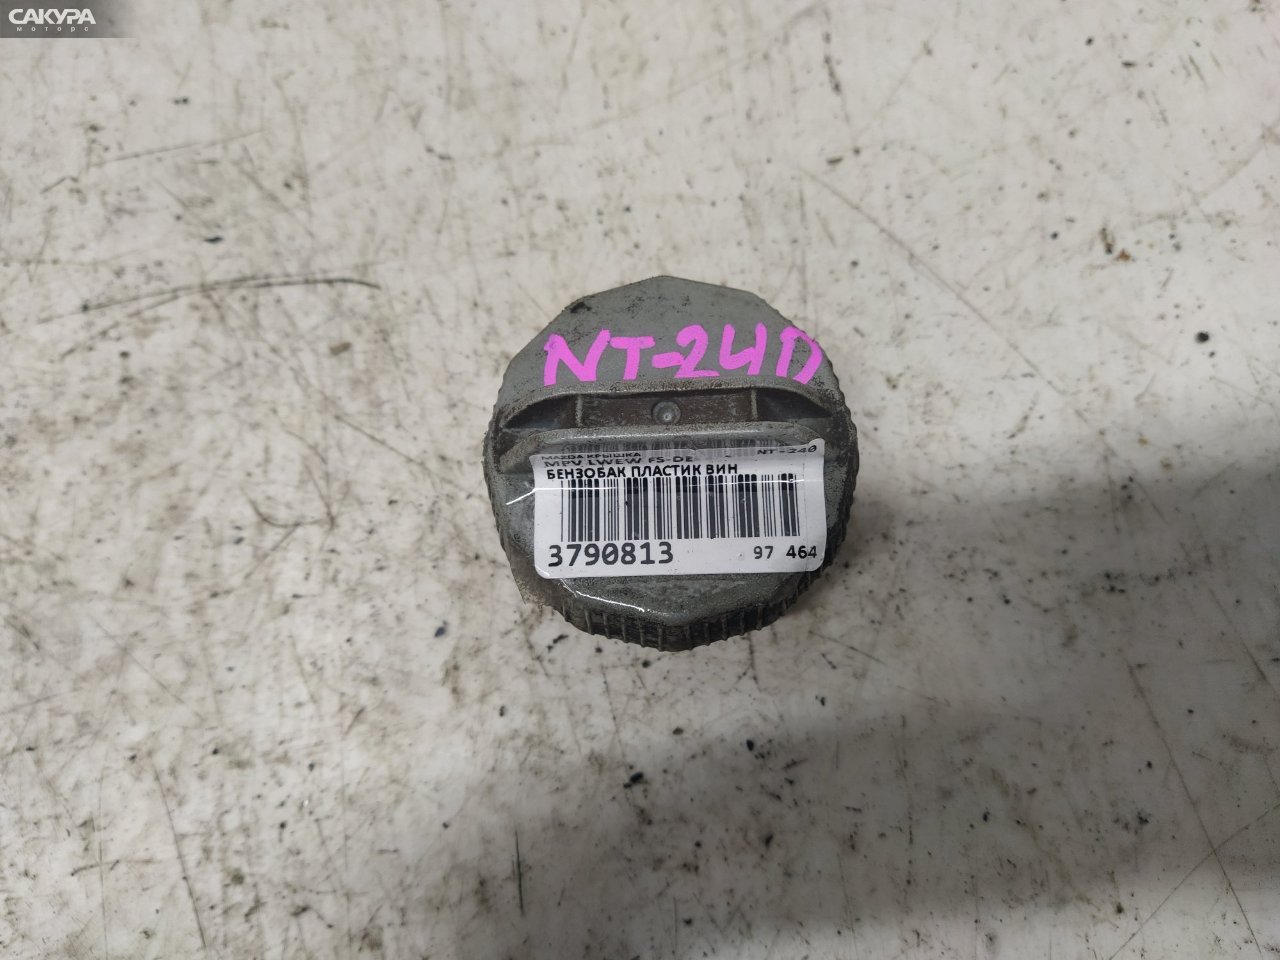 САКУРА
моторс
NT-240
MAZDA КРЫШКА NT-240
MPV LWEW FS-DE -
БЕНЗОБАК ПЛАСТИК ВИН
3790813 97 464